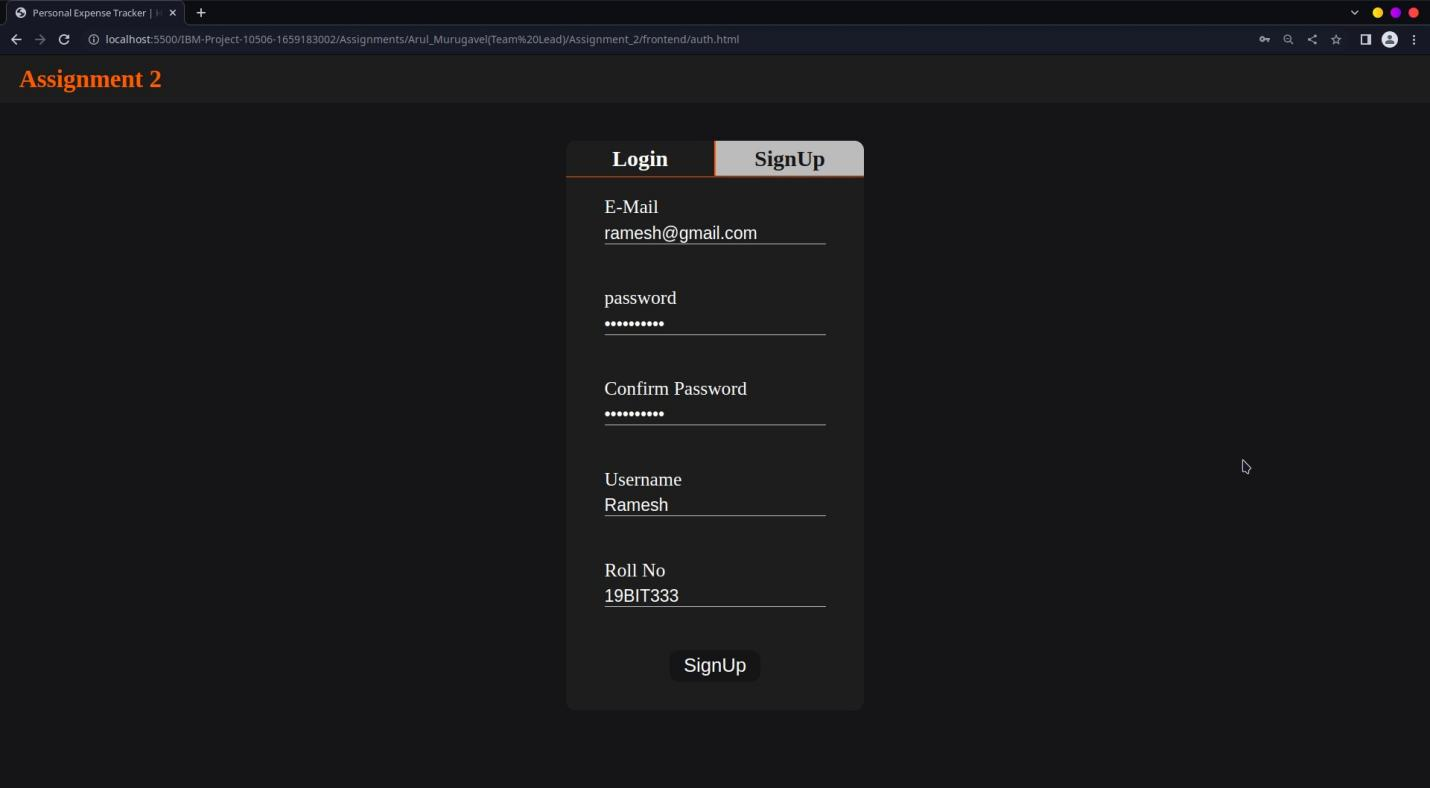 Personal Expense Tracker |
localhost:5500/IBM-Project-10506-1659183002/Assignments/Arul_Murugavel(Team%20Lead)/Assignment_2/frontend/auth.html
Assignment 2
Login SignUp
E-Mail
ramesh@gmail.com
password
••••••••••
Confirm Password
••••••••••
Username
Ramesh
Roll No
19BIT333
SignUp